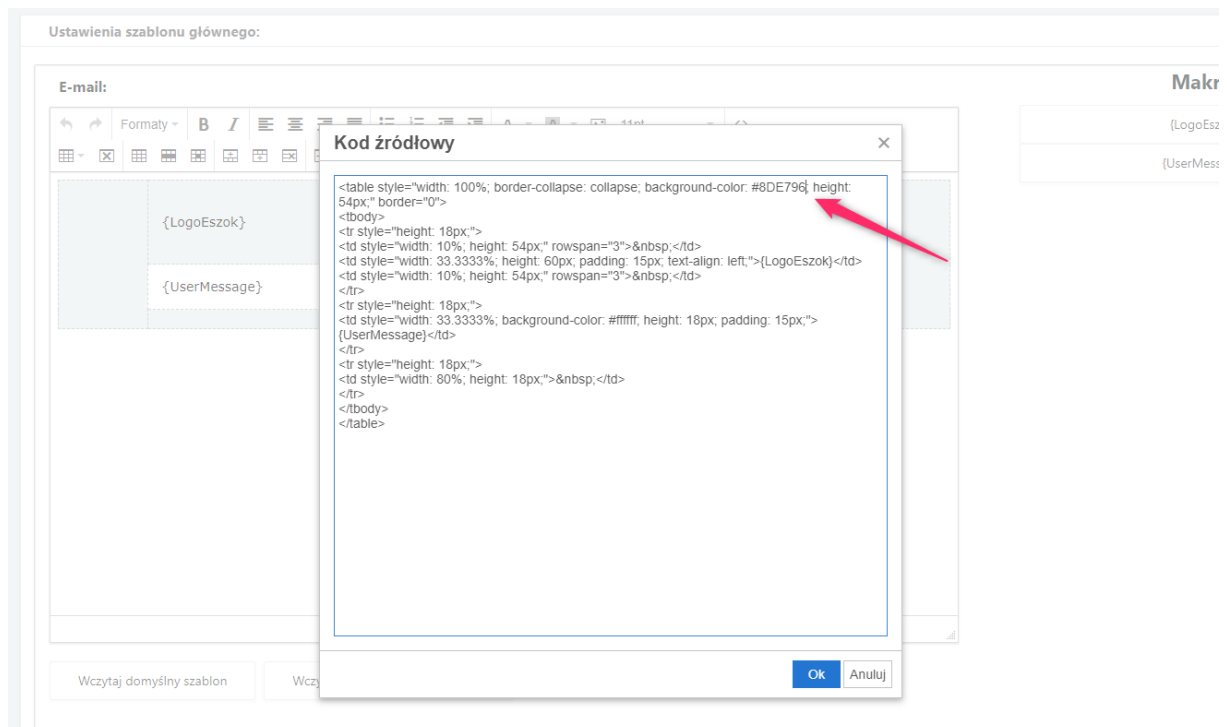 Ustawienia szablonu głównego:
E-mail:
Formaty
B I
Kod źródłowy
<table style="width: 100%; border-collapse: collapse; background-color: #8DE796; height:
54px;" border="0">
<tbody>
<tr style="height: 18px;">
<td style="width: 10%; height: 54px;" rowspan="3">&nbsp;</td>
<td style="width: 33.3333%; height: 60px; padding: 15px; text-align: left;">{LogoEszok}</td>
<td style="width: 10%; height: 54px;" rowspan="3">&nbsp;</td>
</tr>
<tr style="height: 18px;">
<td style="width: 33.3333%; background-color: #ffffff; height: 18px; padding: 15px;">
{UserMessage}</td>
</tr>
<tr style="height: 18px;">
<td style="width: 80%; height: 18px;">&nbsp;</td>
</tr>
</tbody>
</table>
{LogoEszok}
{UserMessage}
Ok
Anuluj
Wczytaj domyślny szablon
Wczy
Makr
{LogoEsz
{UserMess